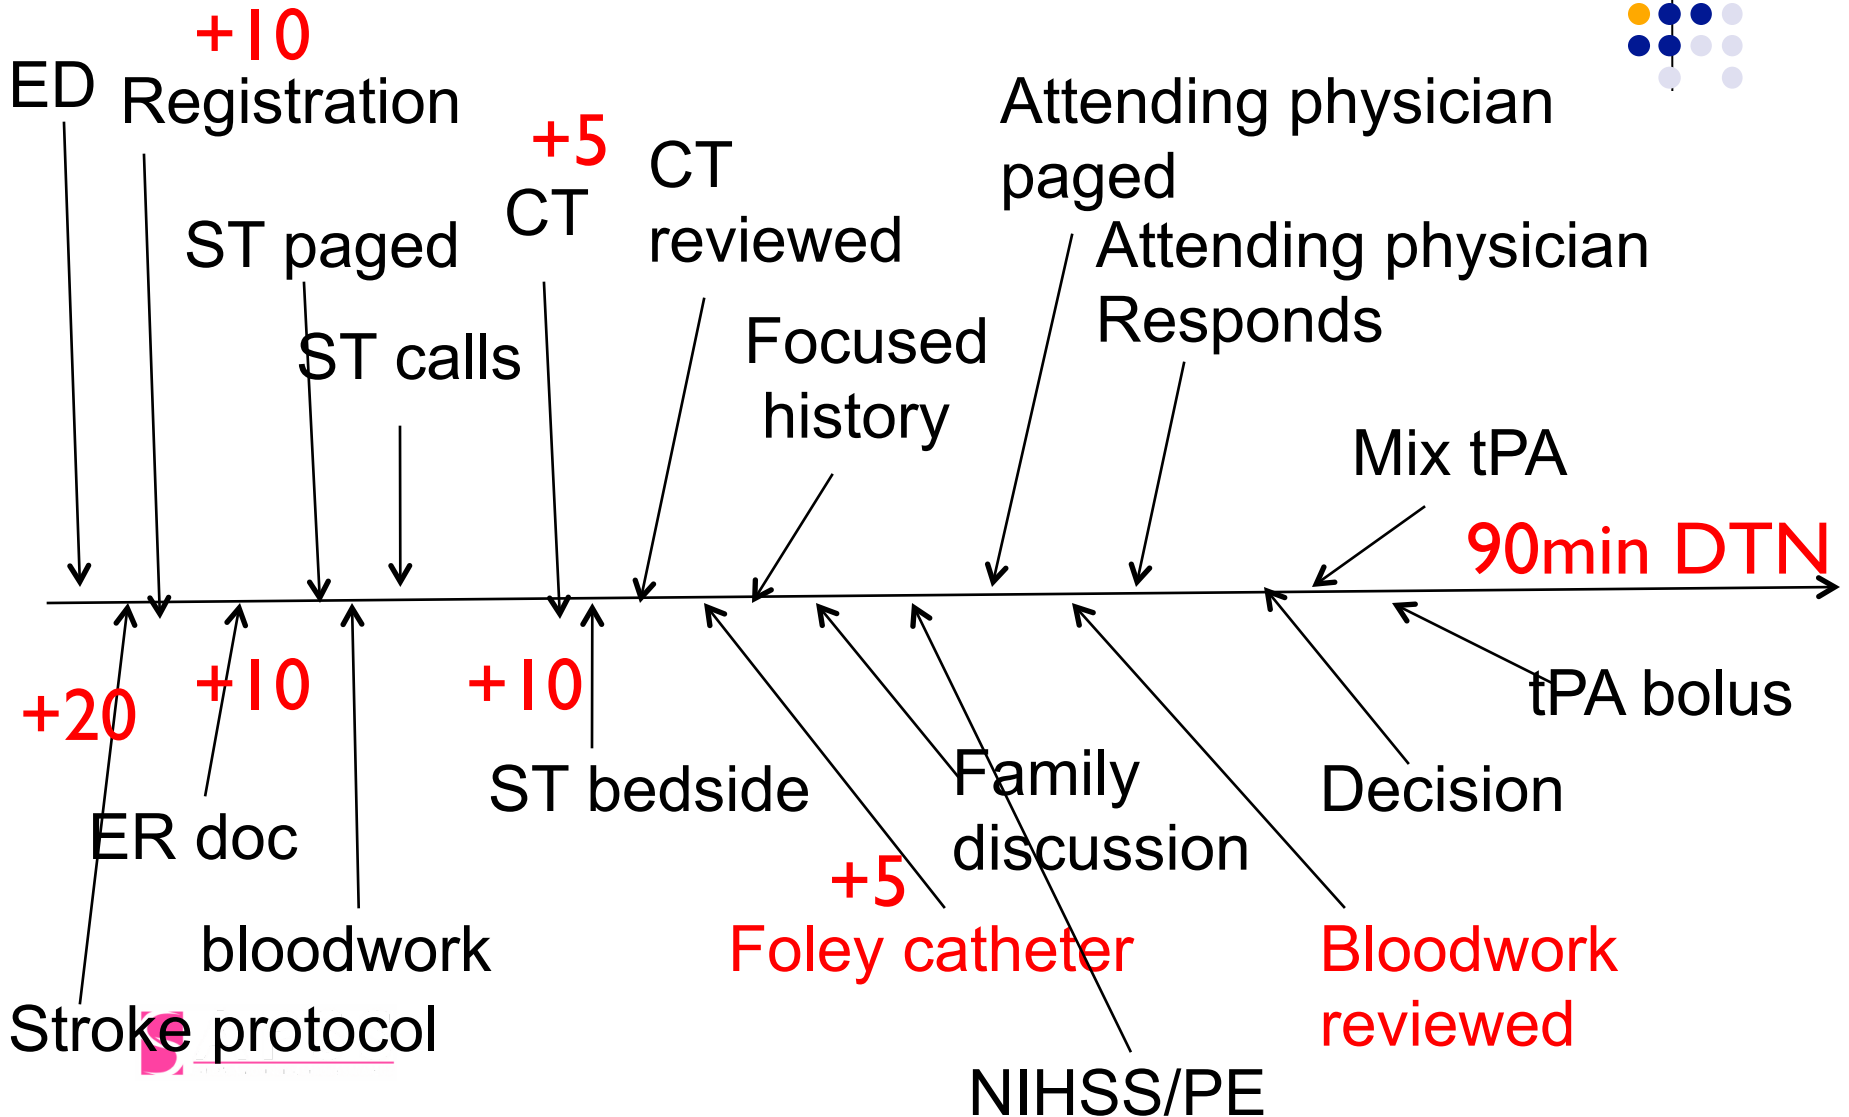 +10
ED
Registration
+5
CT
CT
reviewed
Attending physician
paged
ST paged
Attending physician
Responds
ST calls
Focused
history
Mix tPA
90min DTN
+20
+10
+10
tPA bolus
ER doc
ST bedside
Family
discussion
Decision
+5
bloodwork
Foley catheter
Bloodwork
reviewed
Stroke protocol
NIHSS/PE